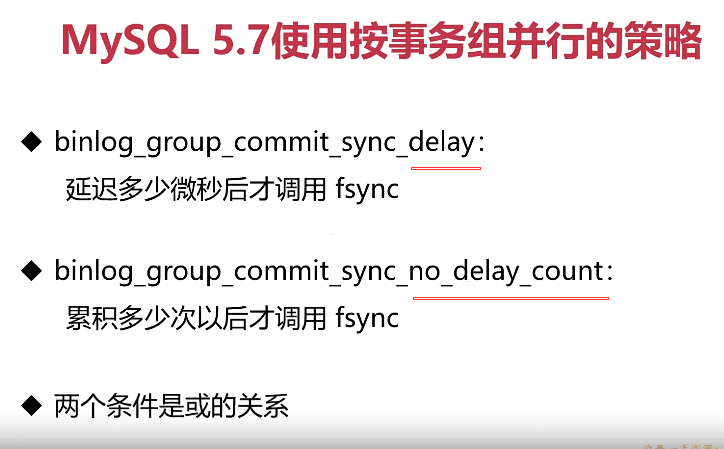 MySQL 5.7使用按事务组并行的策略
◆ binlog_group_commit_sync_delay：
延迟多少微秒后才调用 fsync
◆ binlog_group_commit_sync_no_delay_count：
累积多少次以后才调用 fsync
◆ 两个条件是或的关系